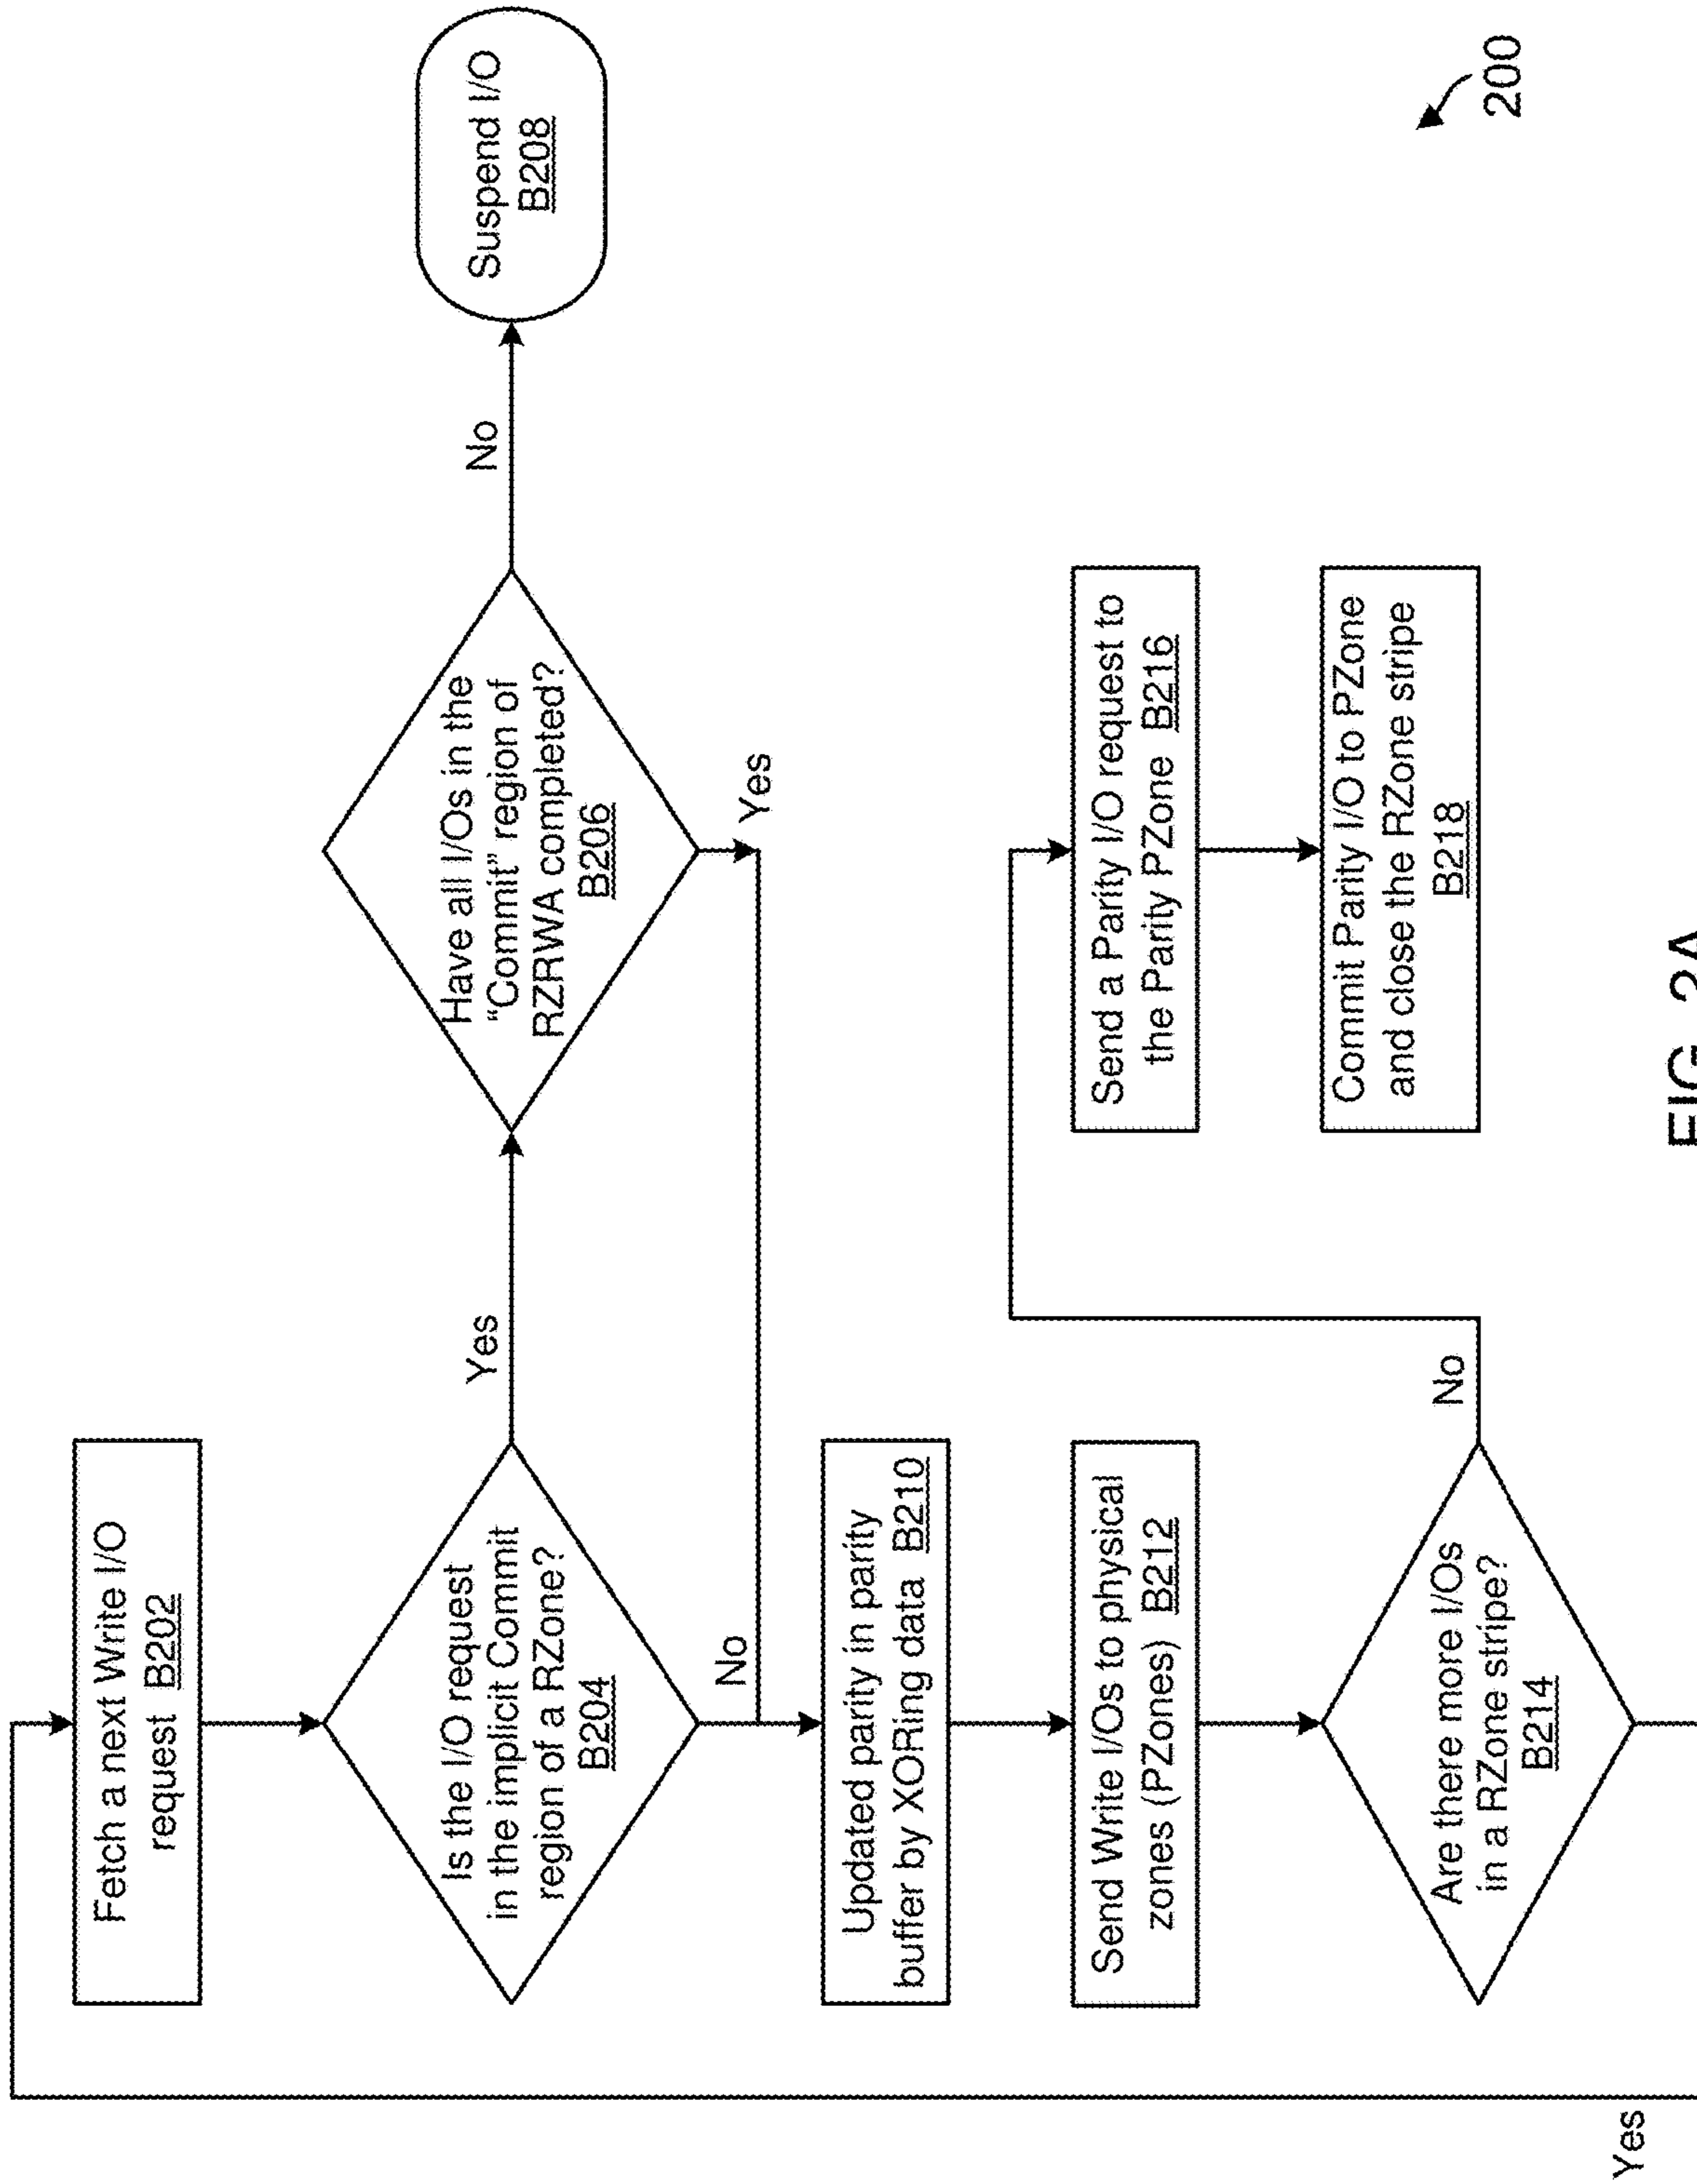 Fetch a next Write I/O
request B202
Is the I/O request
in the implicit Commit
region of a RZone?
B204
Yes
Have all I/Os in the
“Commit” region of
RZRWA completed?
B206
No
Suspend I/O
B208
No
Yes
Updated parity in parity
buffer by XORing data B210
Send Write I/Os to physical
zones (PZones) B212
Are there more I/Os
in a RZone stripe?
B214
No
Yes
Send a Parity I/O request to
the Parity PZone B216
Commit Parity I/O to PZone
and close the RZone stripe
B218
200
FIG. 2A